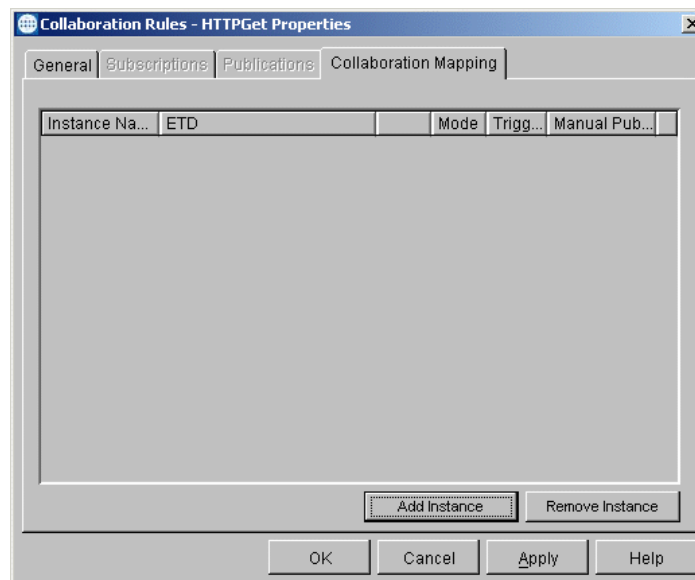 Collaboration Rules - HTTPGet Properties
General Subscriptions Publications Collaboration Mapping
Instance Na... ETD Mode Trigg... Manual Pub...
Add Instance Remove Instance
OK Cancel Apply Help